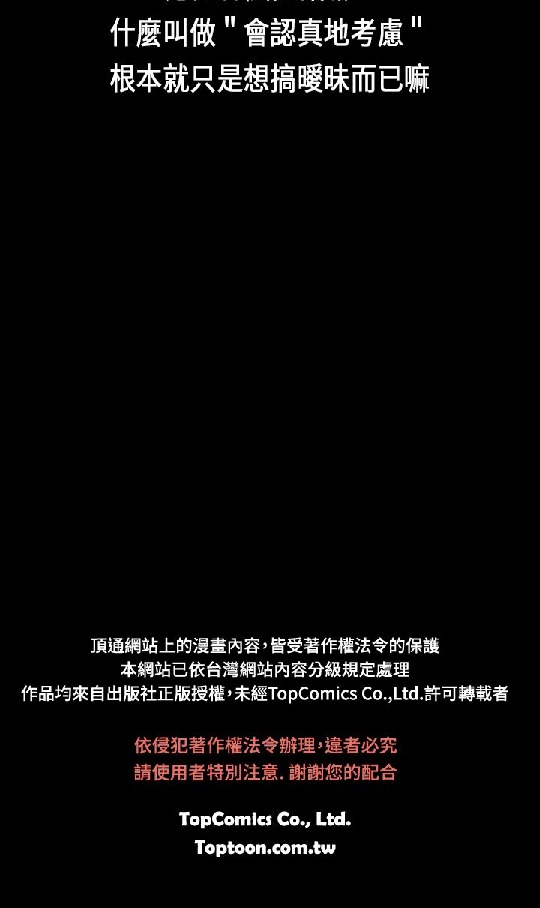 什麼叫做 " 會認真地考慮 "
根本就只是想搞曖昧而已嘛
頂通網站上的漫畫內容,皆受著作權法令的保護
本網站已依台灣網站內容分級規定處理
作品均來自出版社正版授權,未經TopComics Co.,Ltd.許可轉載者
依侵犯著作權法令辦理,違者必究
請使用者特別注意. 謝謝您的配合
TopComics Co., Ltd.
Toptoon.com.tw